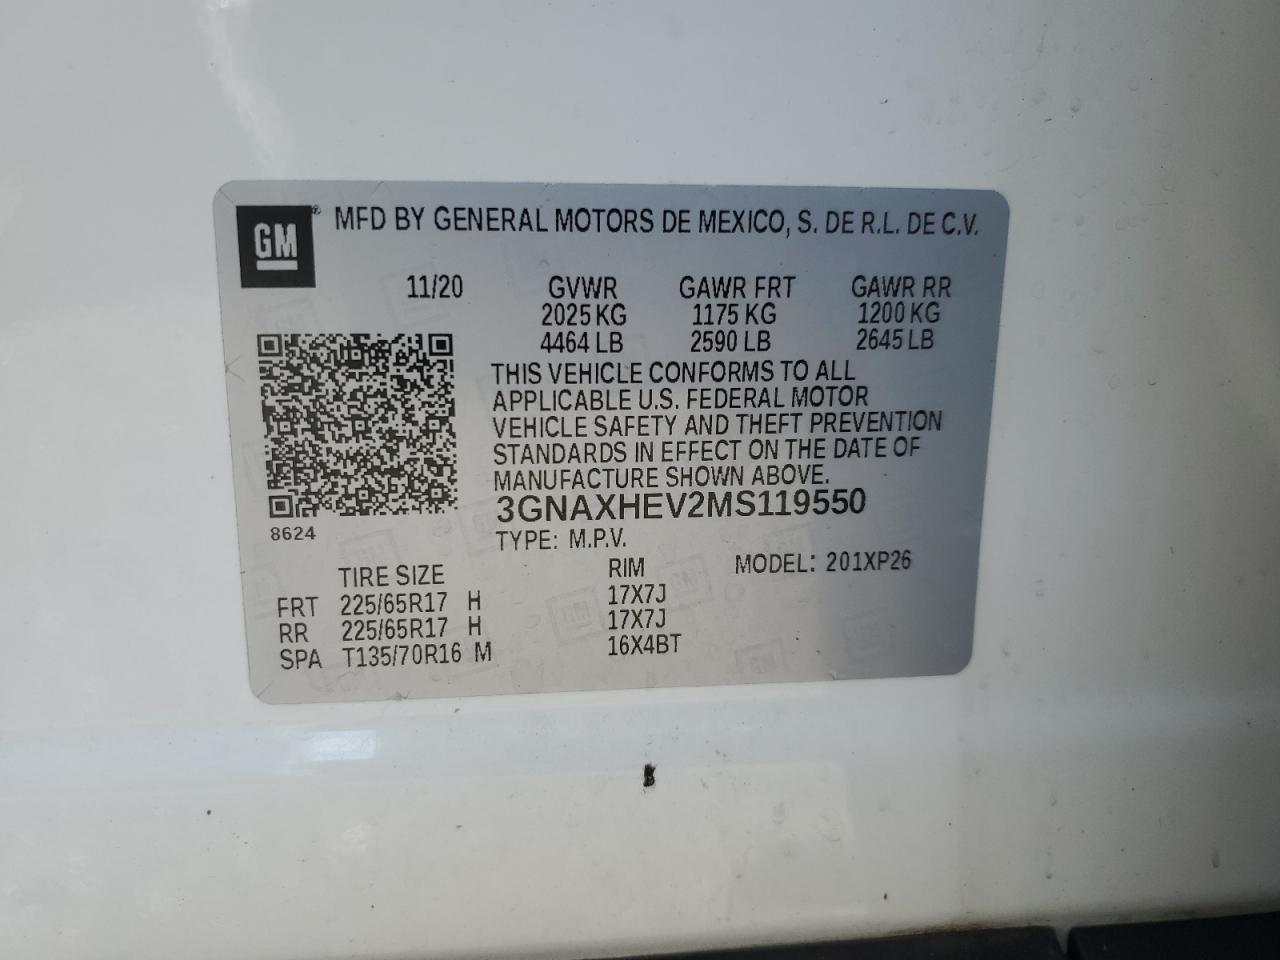 GM® MFD BY GENERAL MOTORS DE MEXICO, S. DE R.L. DE C.V.
11/20 GVWR GAWR FRT GAWR RR
2025 KG 1175 KG 1200 KG
4464 LB 2590 LB 2645 LB
THIS VEHICLE CONFORMS TO ALL
APPLICABLE U.S. FEDERAL MOTOR
VEHICLE SAFETY AND THEFT PREVENTION
STANDARDS IN EFFECT ON THE DATE OF
MANUFACTURE SHOWN ABOVE.
3GNAXHEV2MS119550
8624
TYPE: M.P.V.
TIRE SIZE RIM MODEL: 201XP26
FRT 225/65R17 H 17X7J
RR 225/65R17 H 17X7J
SPA T135/70R16 M 16X4BT